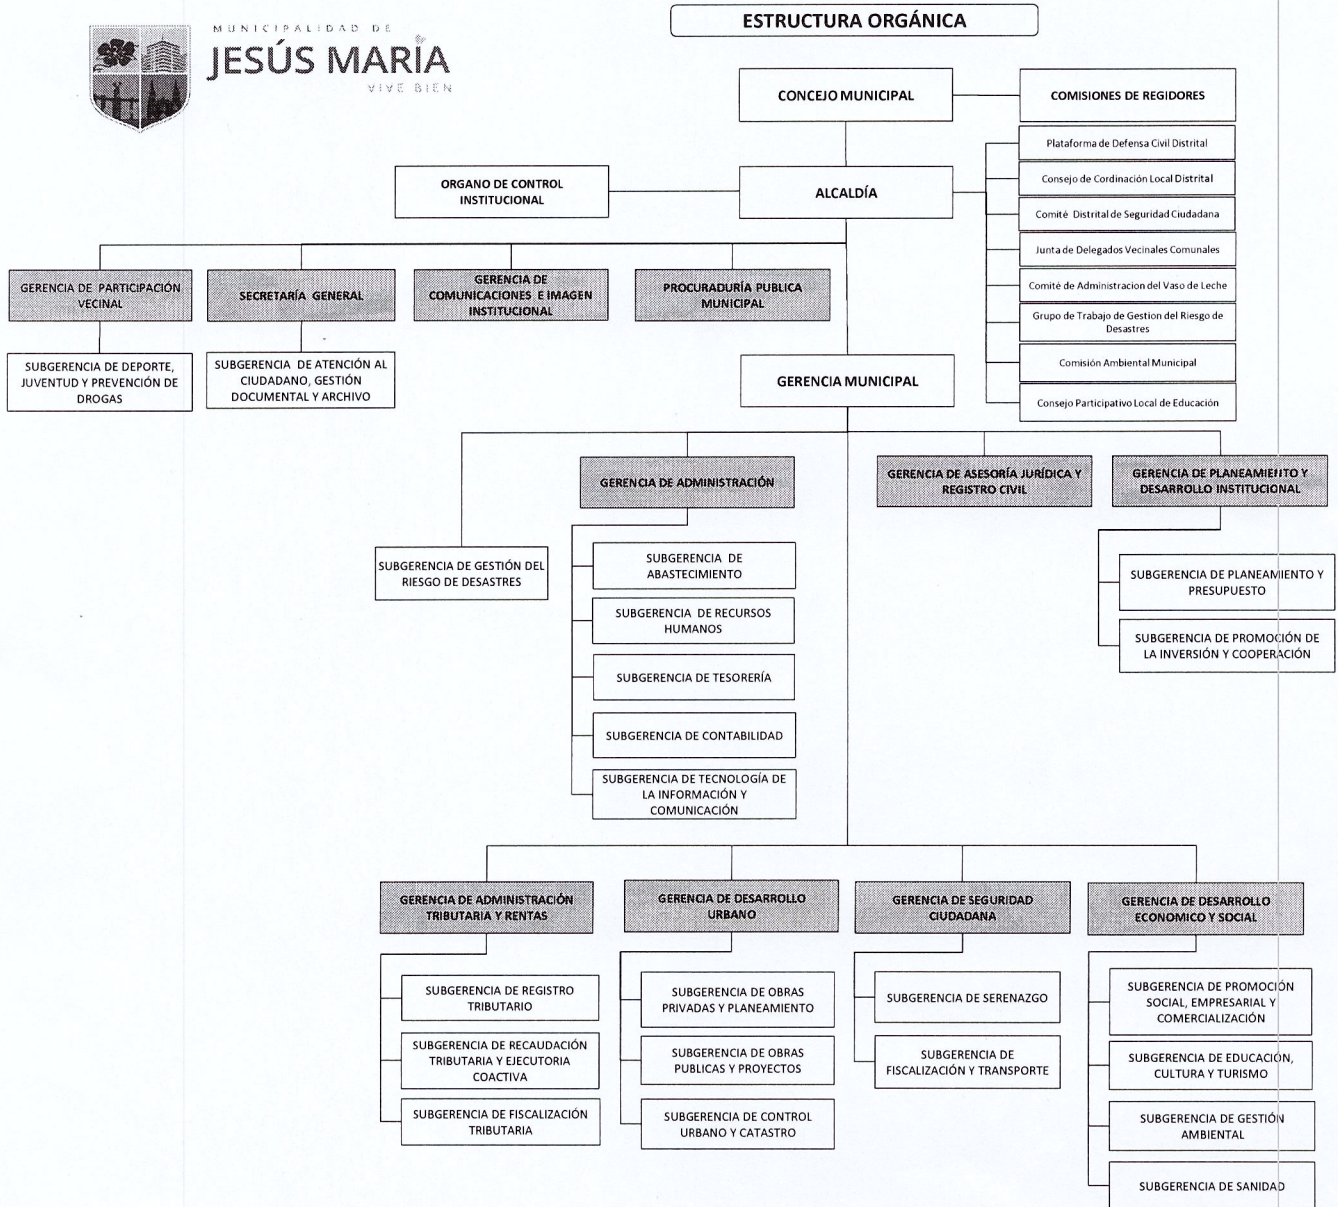 MUNICIPALIDAD DE
JESÚS MARÍA
VIVE BIEN
ESTRUCTURA ORGÁNICA
CONCEJO MUNICIPAL
COMISIONES DE REGIDORES
ORGANO DE CONTROL
INSTITUCIONAL
ALCALDÍA
Plataforma de Defensa Civil Distrital
Consejo de Cordinación Local Distrital
Comité Distrital de Seguridad Ciudadana
Junta de Delegados Vecinales Comunales
Comité de Administracion del Vaso de Leche
Grupo de Trabajo de Gestion del Riesgo de
Desastres
Comisión Ambiental Municipal
Consejo Participativo Local de Educación
GERENCIA DE PARTICIPACIÓN
VECINAL
SECRETARÍA GENERAL
GERENCIA DE
COMUNICACIONES E IMAGEN
INSTITUCIONAL
PROCURADURÍA PUBLICA
MUNICIPAL
SUBGERENCIA DE DEPORTE,
JUVENTUD Y PREVENCIÓN DE
DROGAS
SUBGERENCIA DE ATENCIÓN AL
CIUDADANO, GESTIÓN
DOCUMENTAL Y ARCHIVO
GERENCIA MUNICIPAL
GERENCIA DE ADMINISTRACIÓN
GERENCIA DE ASESORÍA JURÍDICA Y
REGISTRO CIVIL
GERENCIA DE PLANEAMIENTO Y
DESARROLLO INSTITUCIONAL
SUBGERENCIA DE GESTIÓN DEL
RIESGO DE DESASTRES
SUBGERENCIA DE
ABASTECIMIENTO
SUBGERENCIA DE RECURSOS
HUMANOS
SUBGERENCIA DE TESORERÍA
SUBGERENCIA DE CONTABILIDAD
SUBGERENCIA DE TECNOLOGÍA DE
LA INFORMACIÓN Y
COMUNICACIÓN
SUBGERENCIA DE PLANEAMIENTO Y
PRESUPUESTO
SUBGERENCIA DE PROMOCIÓN DE
LA INVERSIÓN Y COOPERACIÓN
GERENCIA DE ADMINISTRACIÓN
TRIBUTARIA Y RENTAS
GERENCIA DE DESARROLLO
URBANO
GERENCIA DE SEGURIDAD
CIUDADANA
GERENCIA DE DESARROLLO
ECONOMICO Y SOCIAL
SUBGERENCIA DE REGISTRO
TRIBUTARIO
SUBGERENCIA DE RECAUDACIÓN
TRIBUTARIA Y EJECUTORIA
COACTIVA
SUBGERENCIA DE FISCALIZACIÓN
TRIBUTARIA
SUBGERENCIA DE OBRAS
PRIVADAS Y PLANEAMIENTO
SUBGERENCIA DE OBRAS
PUBLICAS Y PROYECTOS
SUBGERENCIA DE CONTROL
URBANO Y CATASTRO
SUBGERENCIA DE SERENAZGO
SUBGERENCIA DE
FISCALIZACIÓN Y TRANSPORTE
SUBGERENCIA DE PROMOCIÓN
SOCIAL, EMPRESARIAL Y
COMERCIALIZACIÓN
SUBGERENCIA DE EDUCACIÓN,
CULTURA Y TURISMO
SUBGERENCIA DE GESTIÓN
AMBIENTAL
SUBGERENCIA DE SANIDAD